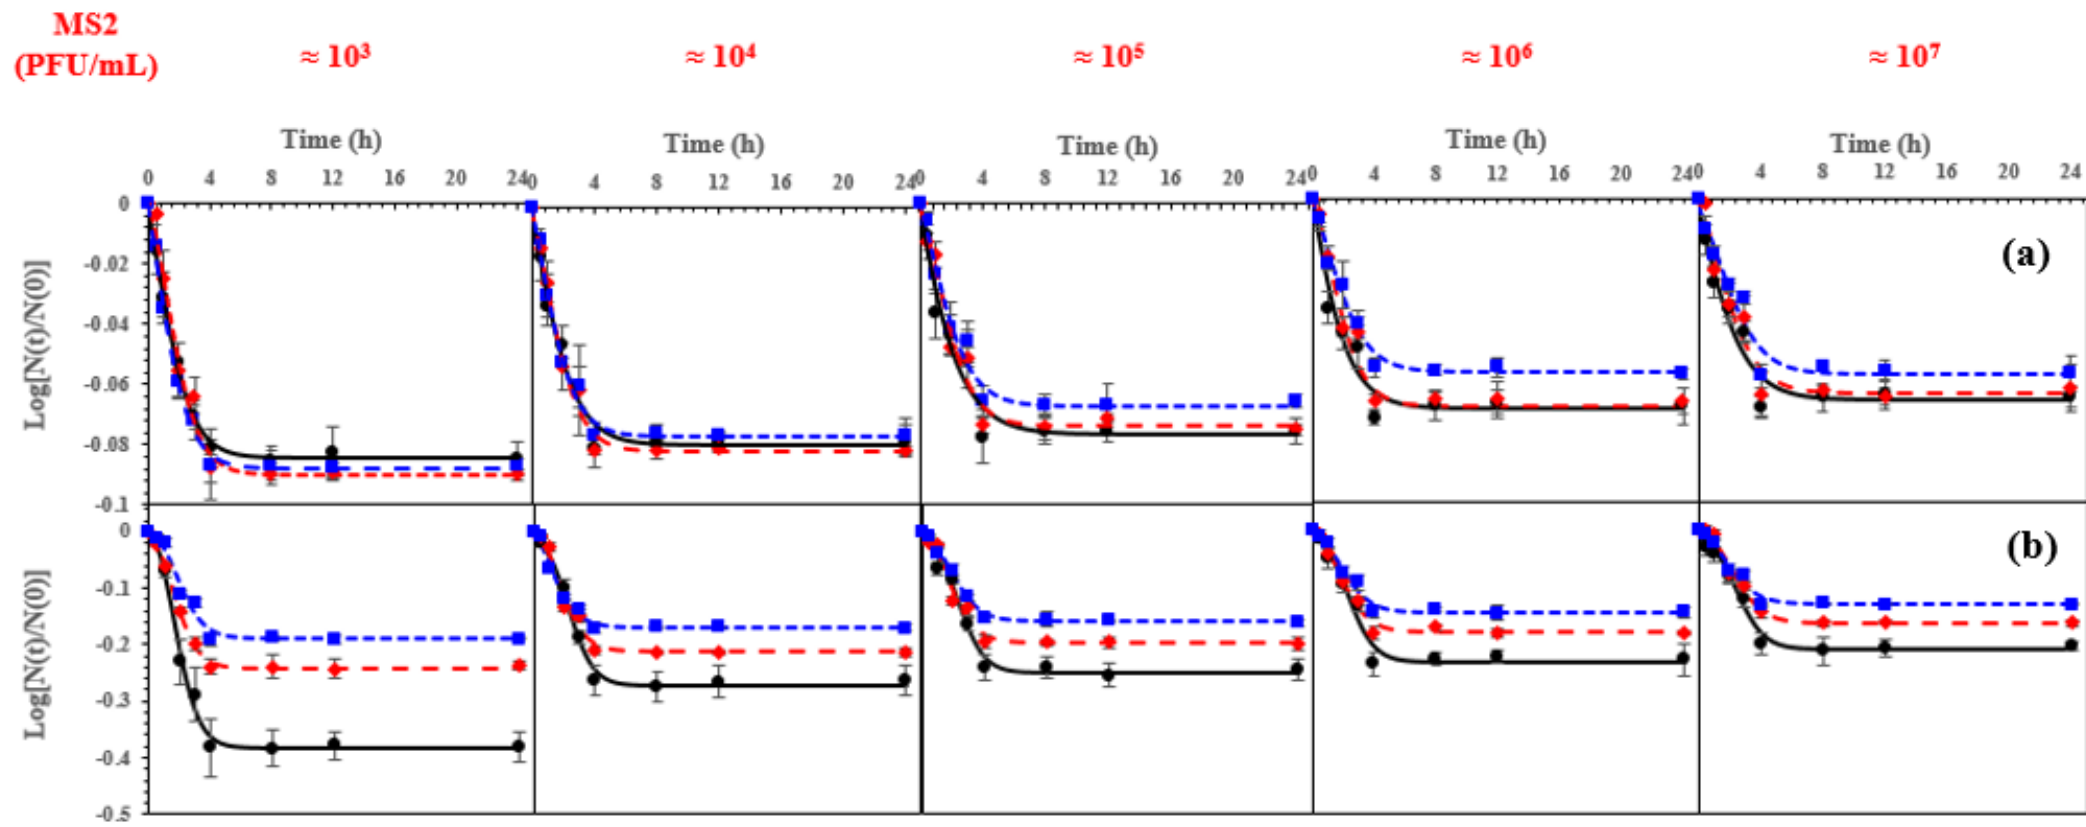 MS2
(PFU/mL)
≈ 10³
≈ 10⁴
≈ 10⁵
≈ 10⁶
≈ 10⁷
Time (h)
Time (h)
Time (h)
Time (h)
Time (h)
0 4 8 12 16 20 24
0 4 8 12 16 20 24
0 4 8 12 16 20 24
0 4 8 12 16 20 24
0 4 8 12 16 20 24
Log[N(t)/N(0)]
0
-0.02
-0.04
-0.06
-0.08
-0.1
(a)
Log[N(t)/N(0)]
0
-0.1
-0.2
-0.3
-0.4
-0.5
(b)